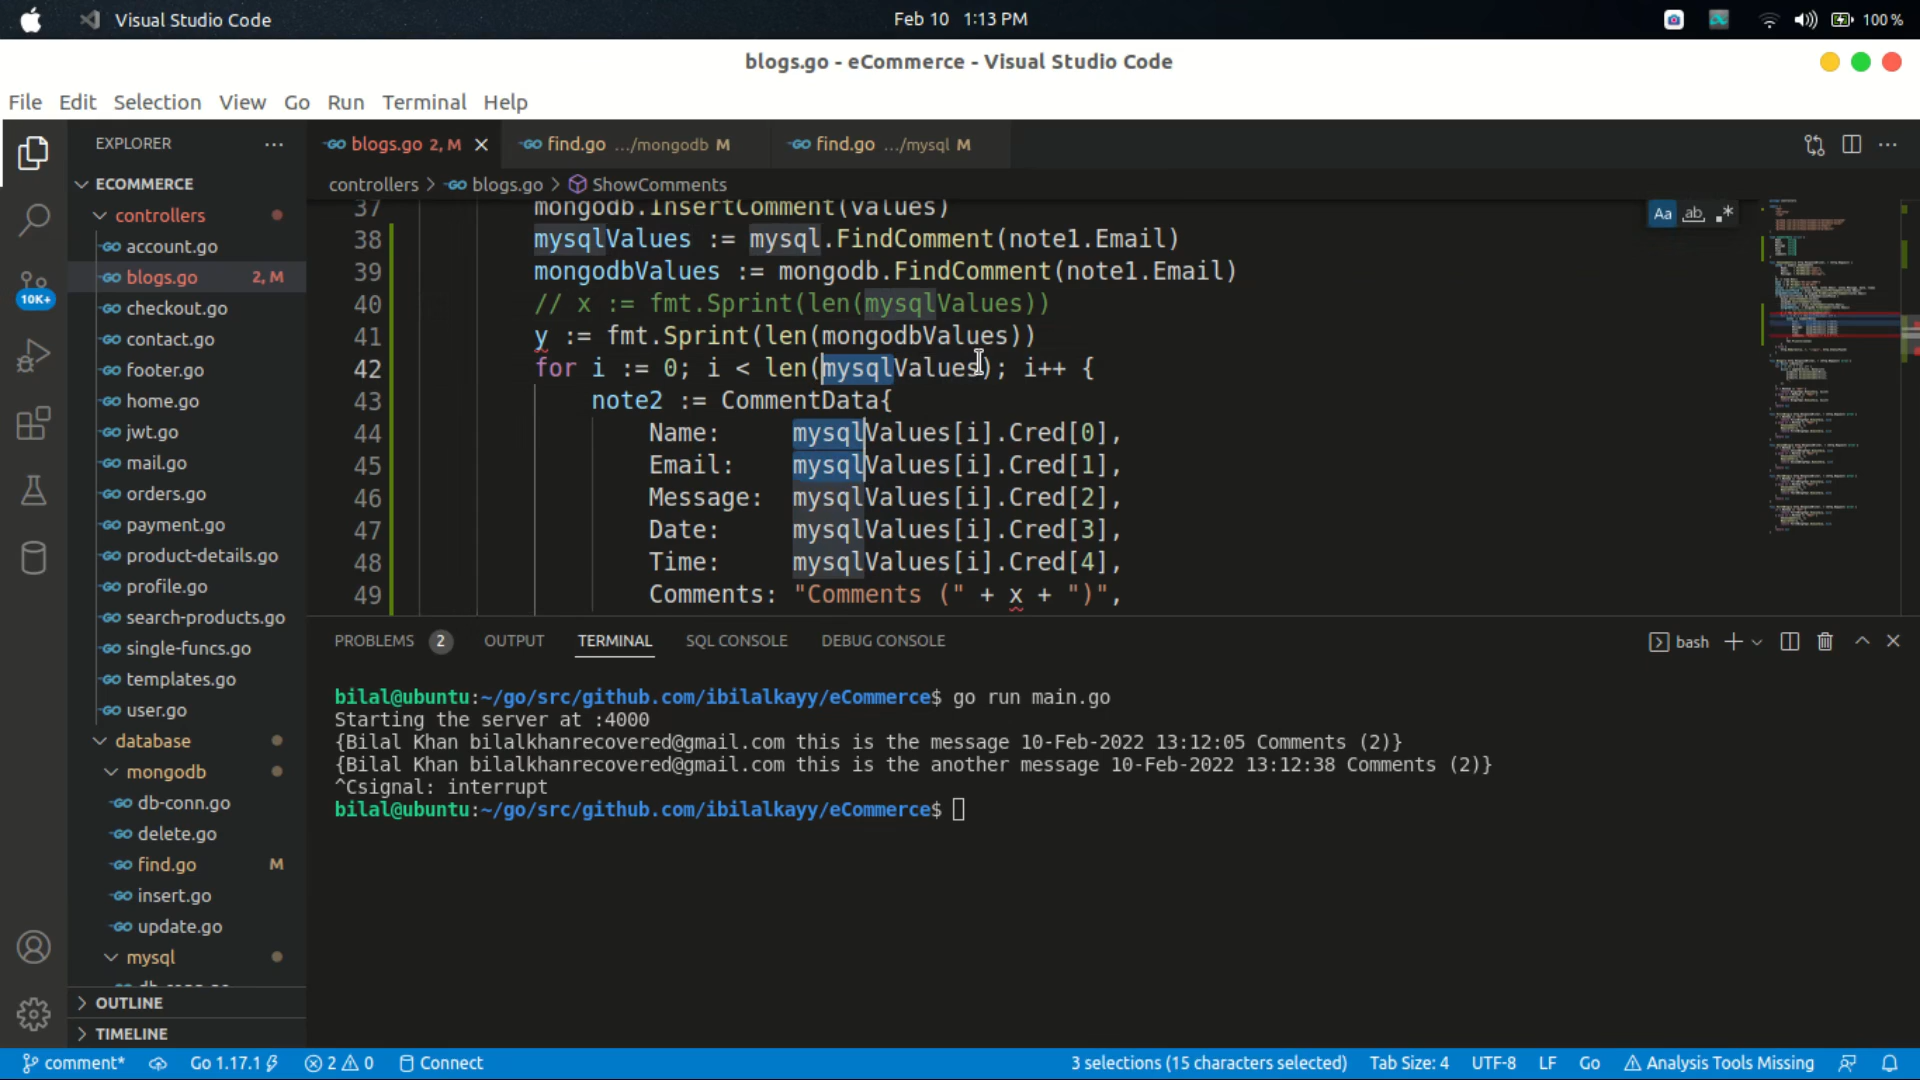 Visual Studio Code
Feb 10 1:13 PM
100 %
blogs.go - eCommerce - Visual Studio Code
File Edit Selection View Go Run Terminal Help
EXPLORER
blogs.go 2, M
find.go .../mongodb M
find.go .../mysql M
ECOMMERCE
controllers > blogs.go > ShowComments
controllers
account.go
blogs.go 2, M
checkout.go
contact.go
footer.go
home.go
jwt.go
mail.go
orders.go
payment.go
product-details.go
profile.go
search-products.go
single-funcs.go
templates.go
user.go
database
mongodb
db-conn.go
delete.go
find.go M
insert.go
update.go
mysql
db-conn.go
OUTLINE
TIMELINE
10K+
Aa ab .*
37 mongodb.InsertComment(values)
38 mysqlValues := mysql.FindComment(note1.Email)
39 mongodbValues := mongodb.FindComment(note1.Email)
40 // x := fmt.Sprint(len(mysqlValues))
41 y := fmt.Sprint(len(mongodbValues))
42 for i := 0; i < len(mysqlValues); i++ {
43 note2 := CommentData{
44 Name: mysqlValues[i].Cred[0],
45 Email: mysqlValues[i].Cred[1],
46 Message: mysqlValues[i].Cred[2],
47 Date: mysqlValues[i].Cred[3],
48 Time: mysqlValues[i].Cred[4],
49 Comments: "Comments (" + x + ")",
PROBLEMS 2 OUTPUT TERMINAL SQL CONSOLE DEBUG CONSOLE
bash
bilal@ubuntu:~/go/src/github.com/ibilalkayy/eCommerce$ go run main.go
Starting the server at :4000
{Bilal Khan bilalkhanrecovered@gmail.com this is the message 10-Feb-2022 13:12:05 Comments (2)}
{Bilal Khan bilalkhanrecovered@gmail.com this is the another message 10-Feb-2022 13:12:38 Comments (2)}
^Csignal: interrupt
bilal@ubuntu:~/go/src/github.com/ibilalkayy/eCommerce$
comment* Go 1.17.1 2 0 Connect
3 selections (15 characters selected) Tab Size: 4 UTF-8 LF Go Analysis Tools Missing